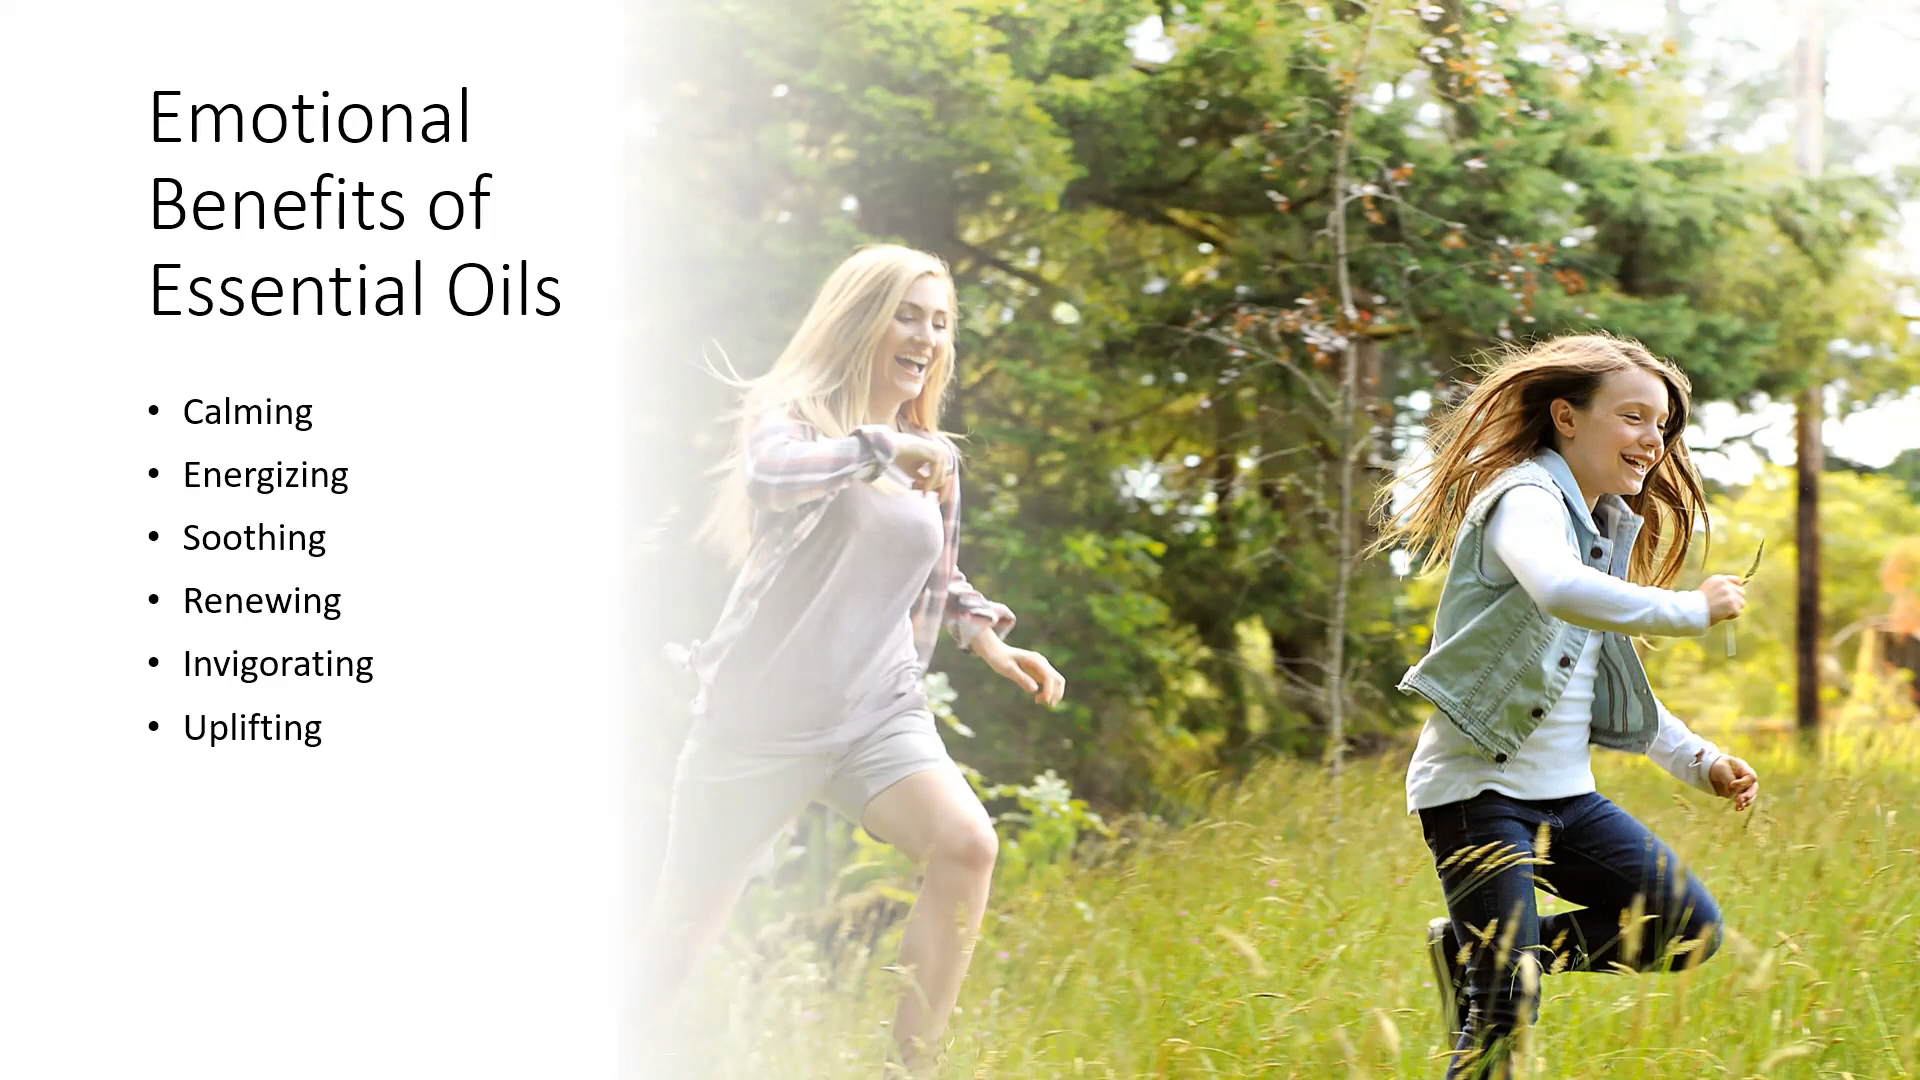 Emotional
Benefits of
Essential Oils
• Calming
• Energizing
• Soothing
• Renewing
• Invigorating
• Uplifting